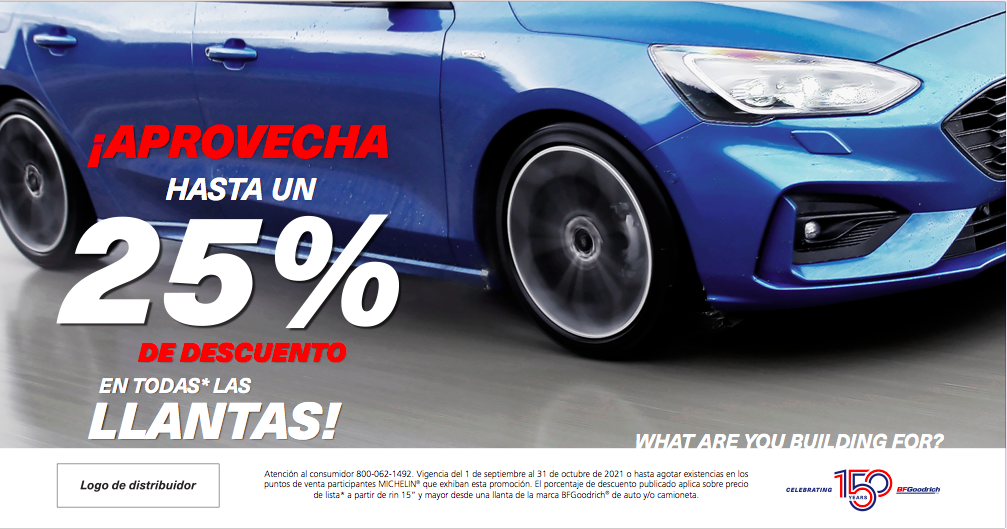 ¡APROVECHA
HASTA UN
25%
DE DESCUENTO
EN TODAS* LAS
LLANTAS!
WHAT ARE YOU BUILDING FOR?
Logo de distribuidor
Atención al consumidor 800-062-1492. Vigencia del 1 de septiembre al 31 de octubre de 2021 o hasta agotar existencias en los
puntos de venta participantes MICHELIN® que exhiban esta promoción. El porcentaje de descuento publicado aplica sobre precio
de lista* a partir de rin 15” y mayor desde una llanta de la marca BFGoodrich® de auto y/o camioneta.
CELEBRATING
150
YEARS
BFGoodrich